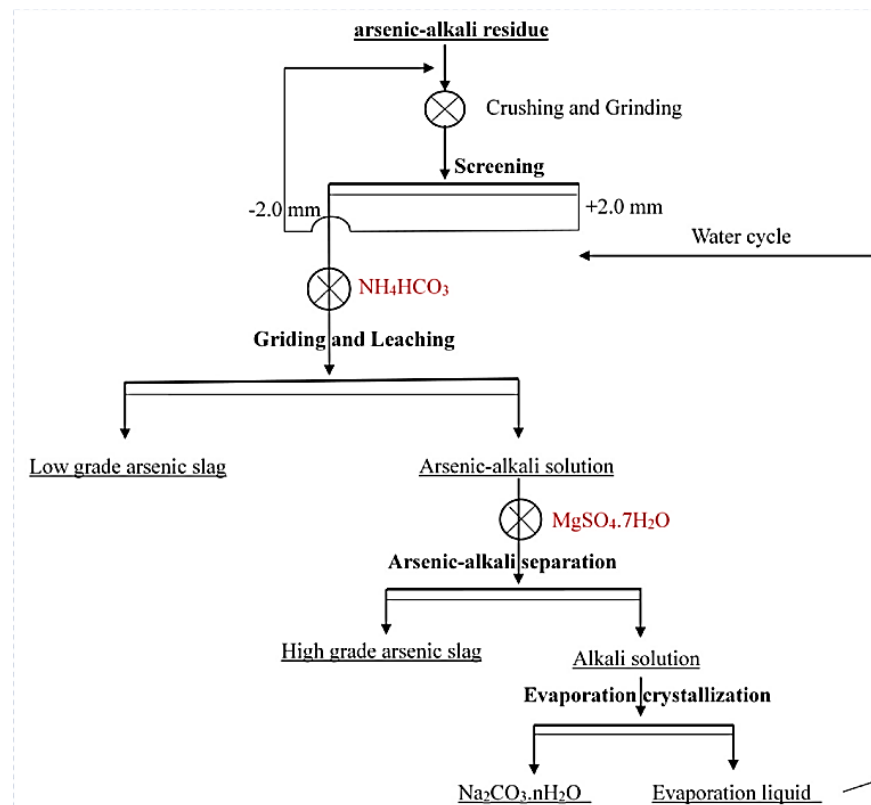 arsenic-alkali residue
Crushing and Grinding
Screening
-2.0 mm
+2.0 mm
Water cycle
NH₄HCO₃
Griding and Leaching
Low grade arsenic slag
Arsenic-alkali solution
MgSO₄.7H₂O
Arsenic-alkali separation
High grade arsenic slag
Alkali solution
Evaporation crystallization
Na₂CO₃.nH₂O
Evaporation liquid